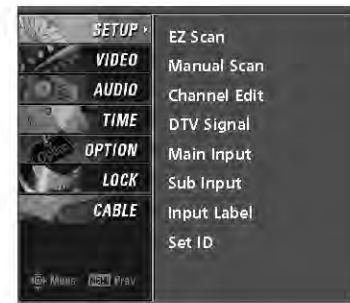 SETUP
VIDEO
AUDIO
TIME
OPTION
LOCK
CABLE
EZ Scan
Manual Scan
Channel Edit
DTV Signal
Main Input
Sub Input
Input Label
Set ID
Prev